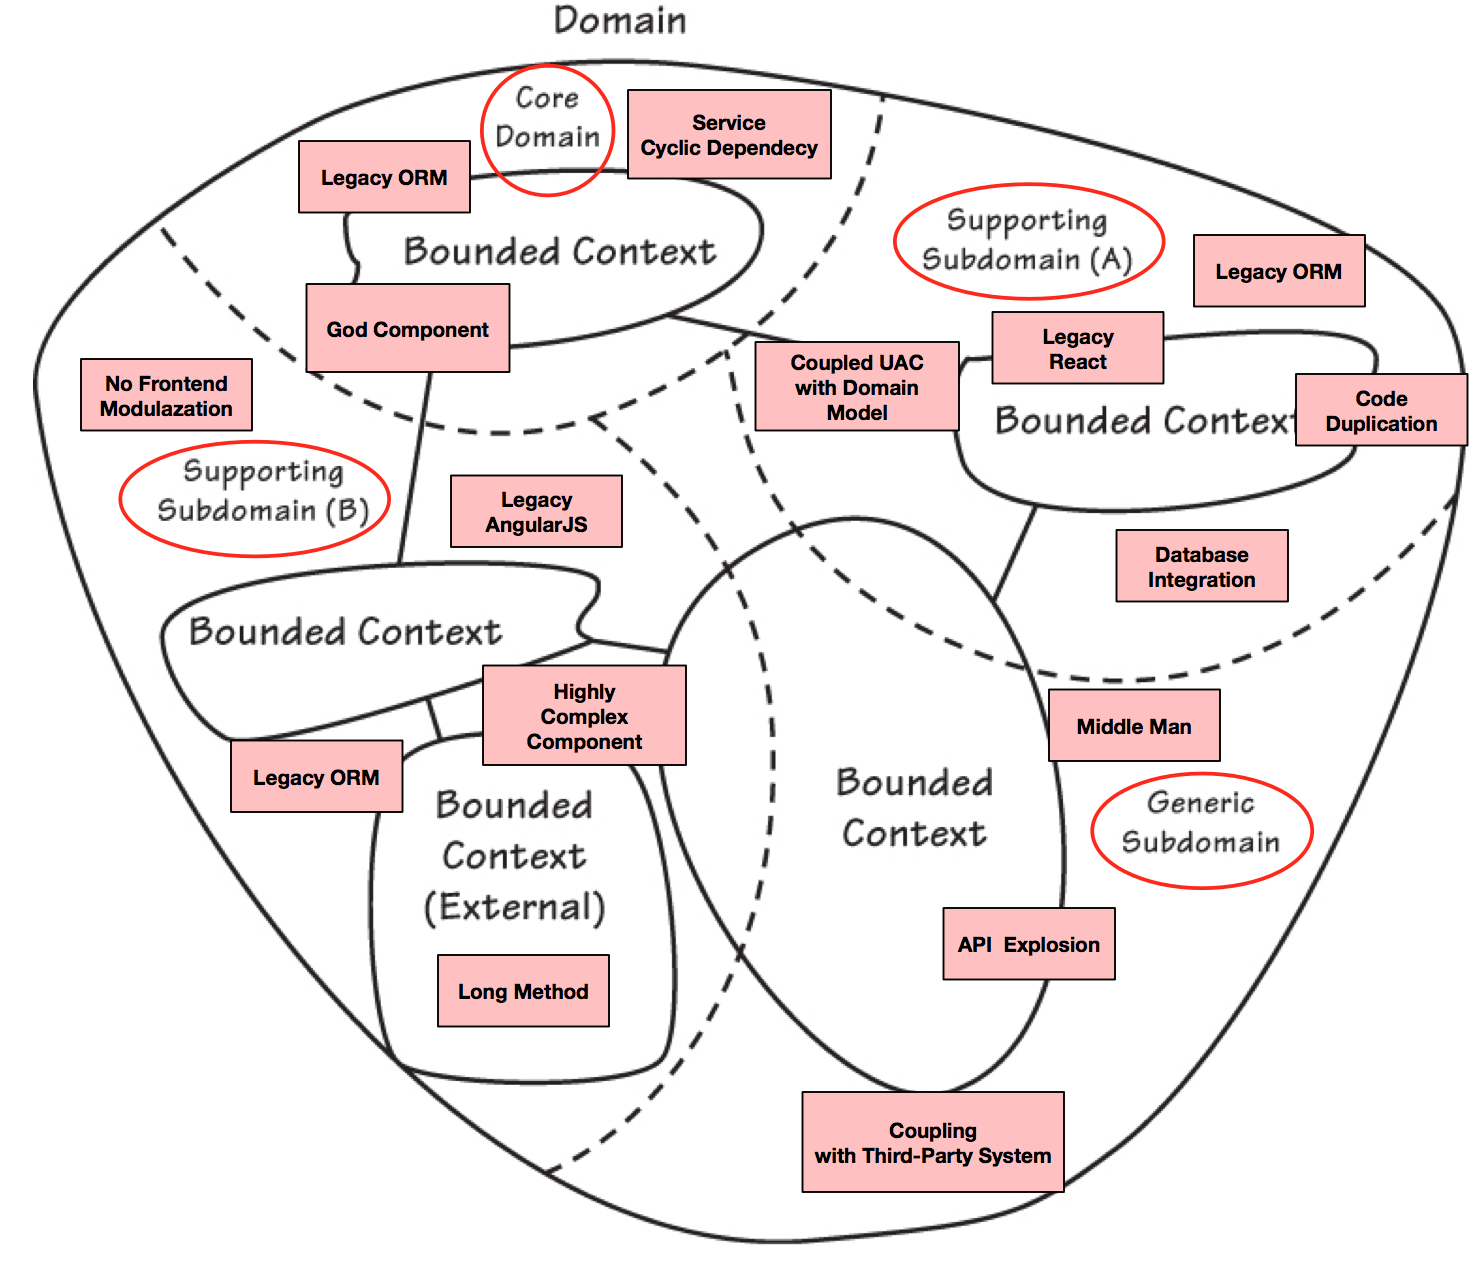 Domain
Core
Domain
Service
Cyclic Dependecy
Legacy ORM
Bounded Context
God Component
Supporting
Subdomain (A)
Legacy ORM
Legacy
React
Coupled UAC
with Domain
Model
Bounded Context
Code
Duplication
Database
Integration
No Frontend
Modulazation
Supporting
Subdomain (B)
Legacy
AngularJS
Bounded Context
Highly
Complex
Component
Legacy ORM
Bounded
Context
(External)
Long Method
Middle Man
Bounded
Context
Generic
Subdomain
API  Explosion
Coupling
with Third-Party System